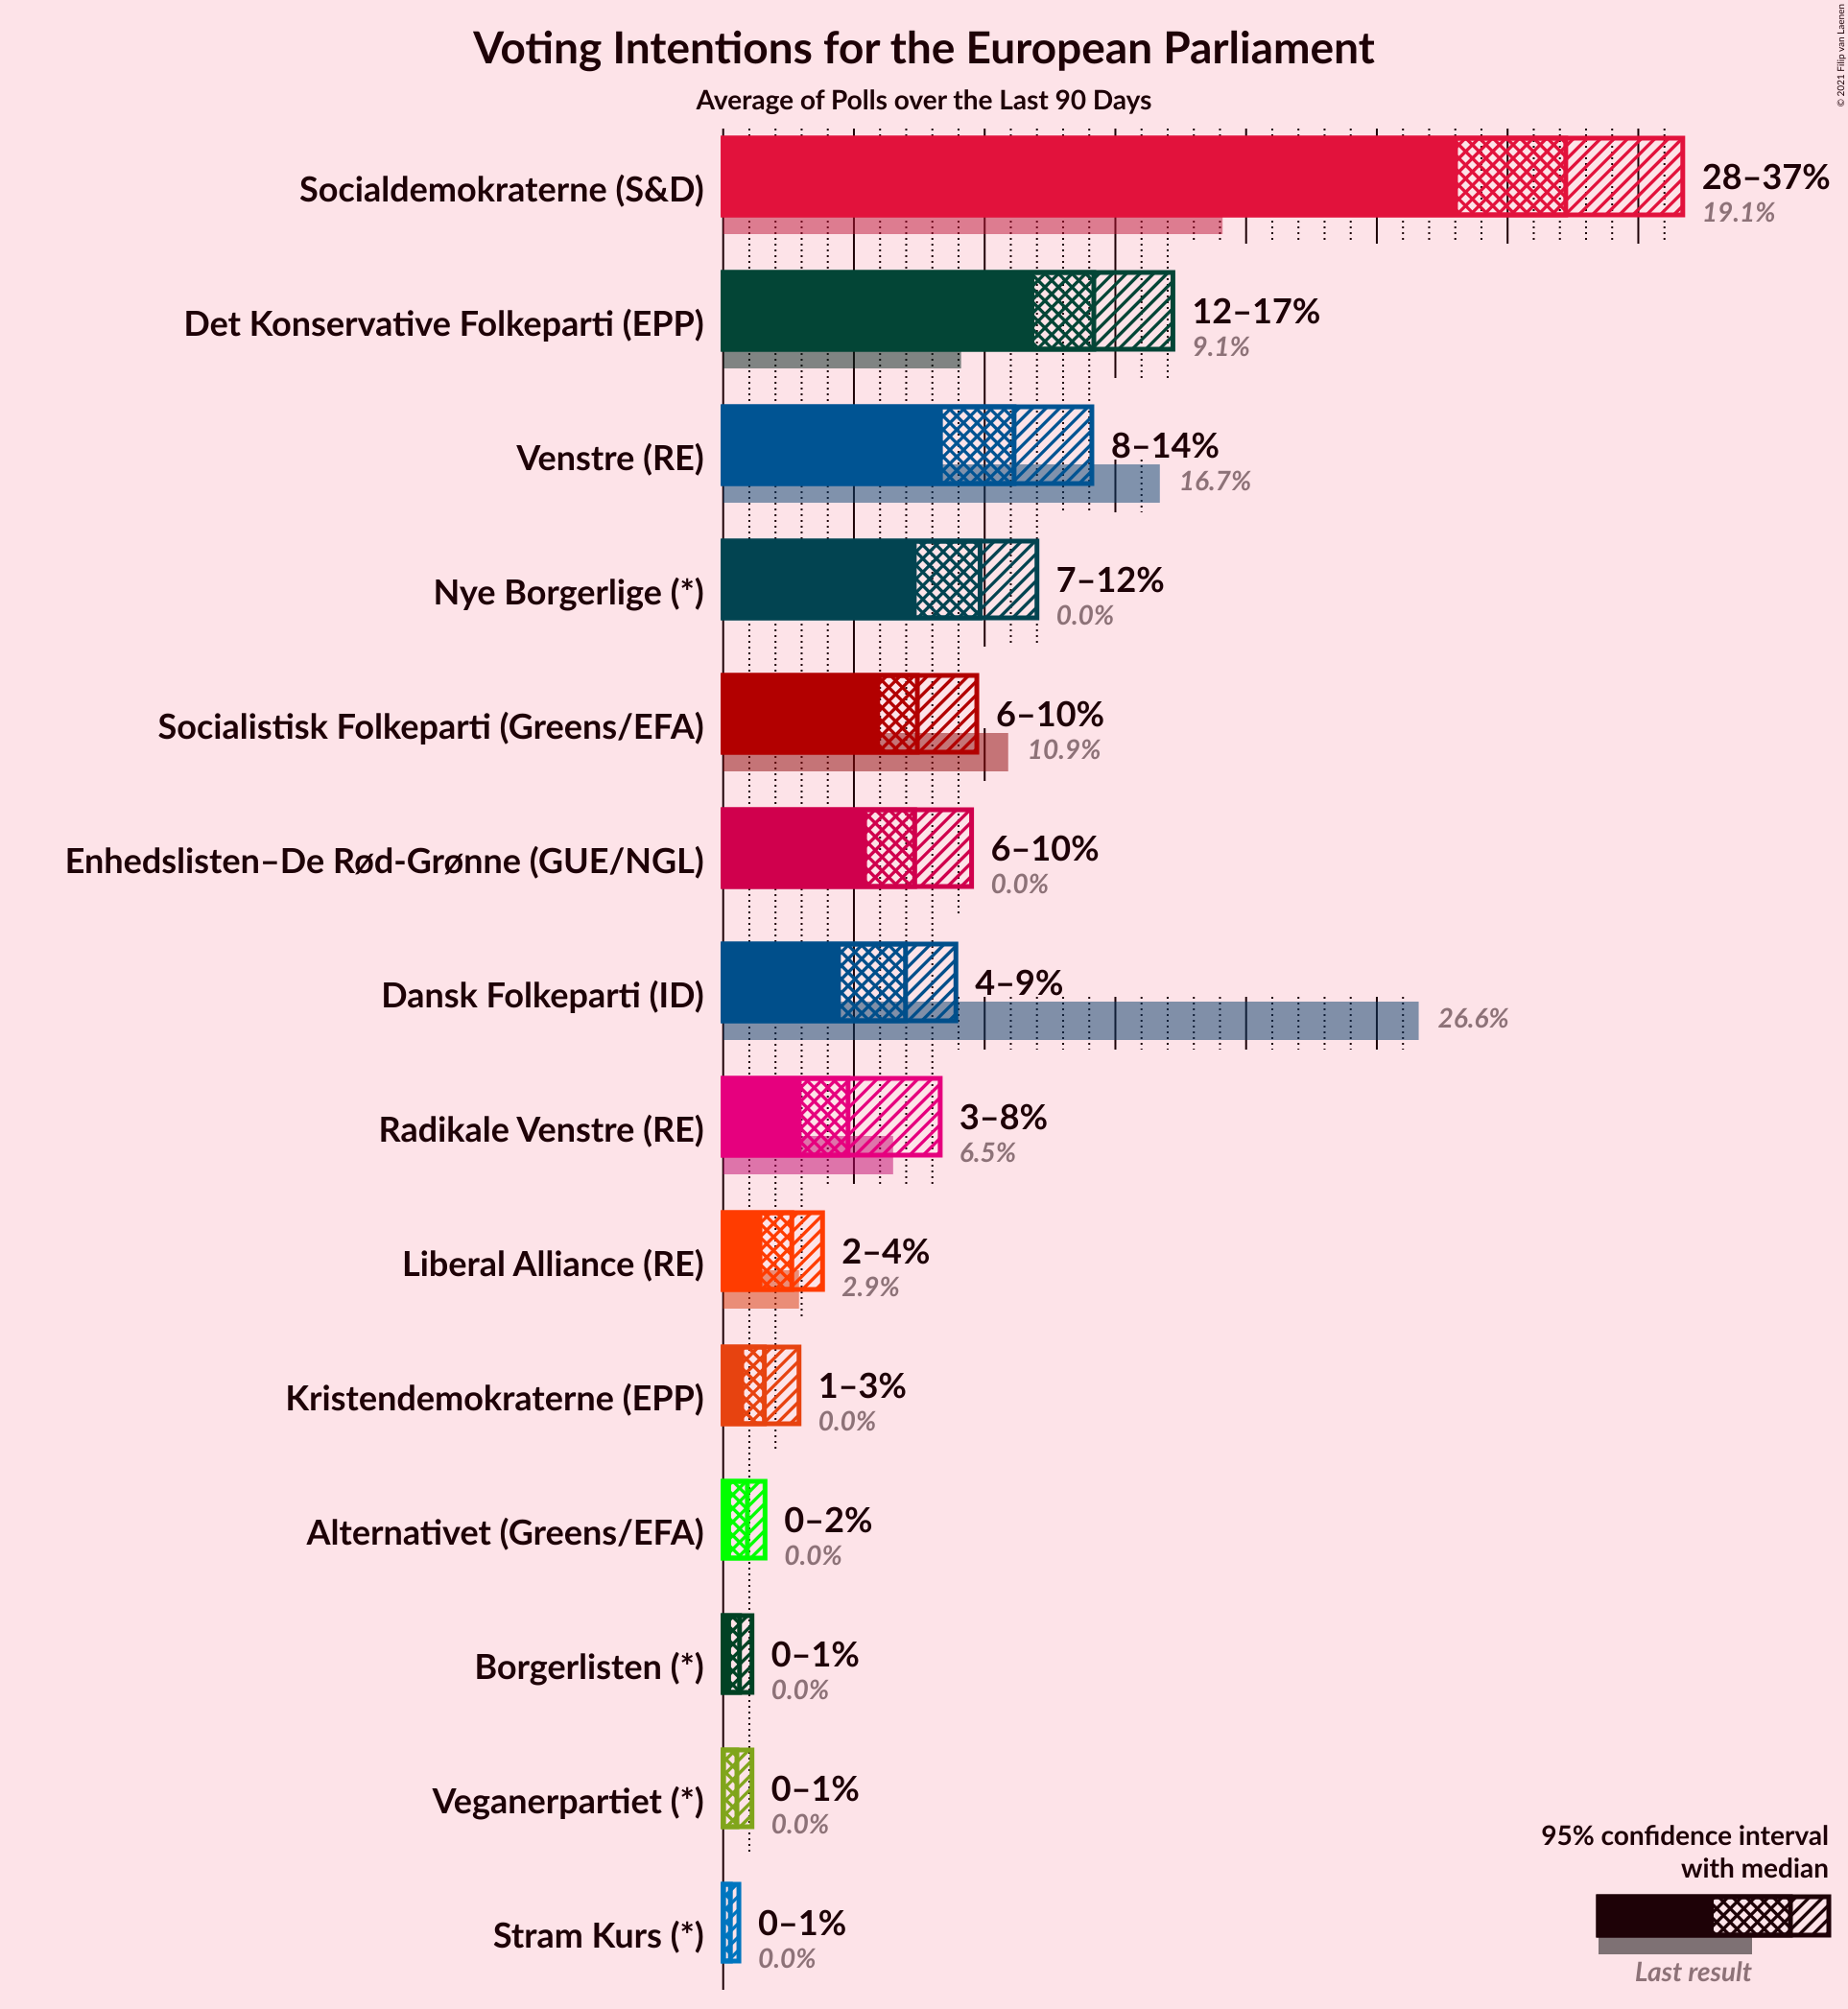 © 2021 Filip van Laenen
Voting Intentions for the European Parliament
Average of Polls over the Last 90 Days
Socialdemokraterne (S&D)
28–37%
19.1%
Det Konservative Folkeparti (EPP)
12–17%
9.1%
Venstre (RE)
8–14%
16.7%
Nye Borgerlige (*)
7–12%
0.0%
Socialistisk Folkeparti (Greens/EFA)
6–10%
10.9%
Enhedslisten–De Rød-Grønne (GUE/NGL)
6–10%
0.0%
Dansk Folkeparti (ID)
4–9%
26.6%
Radikale Venstre (RE)
3–8%
6.5%
Liberal Alliance (RE)
2–4%
2.9%
Kristendemokraterne (EPP)
1–3%
0.0%
Alternativet (Greens/EFA)
0–2%
0.0%
Borgerlisten (*)
0–1%
0.0%
Veganerpartiet (*)
0–1%
0.0%
Stram Kurs (*)
0–1%
0.0%
95% confidence interval
with median
Last result